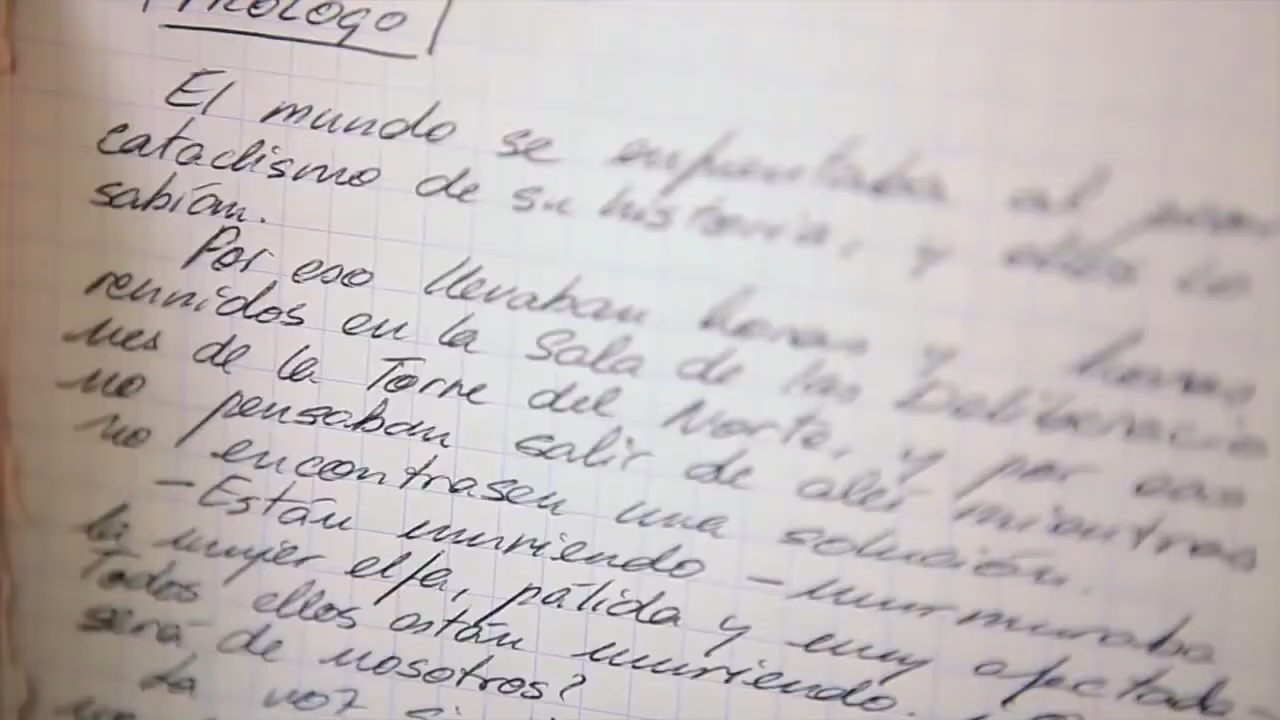 Prólogo
El mundo se enfrentaba al peor
cataclismo de su historia, y ellos lo
sabían.
Por eso llevaban horas y horas
reunidos en la Sala de las Deliberacio
nes de la Torre del Norte, y por eso
no pensaban salir de allí mientras
no encontrasen una solución.
-Están muriendo -murmuraba
la mujer elfa, pálida y muy afectada-
Todos ellos están muriendo.
será de nosotros?
La voz